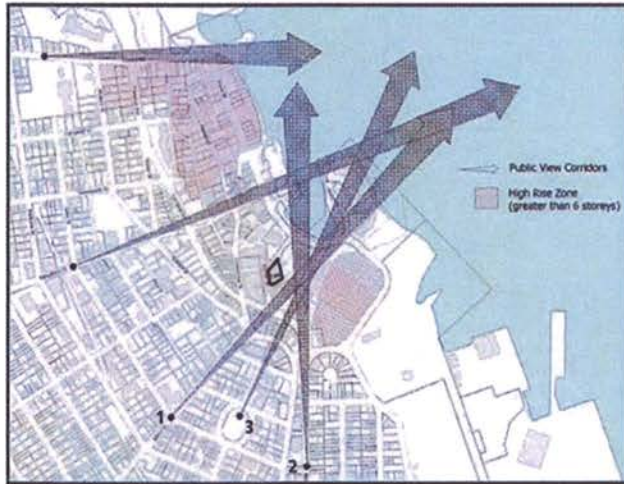 Public View Corridors
High Rise Zone
(greater than 6 storeys)
1
3
2